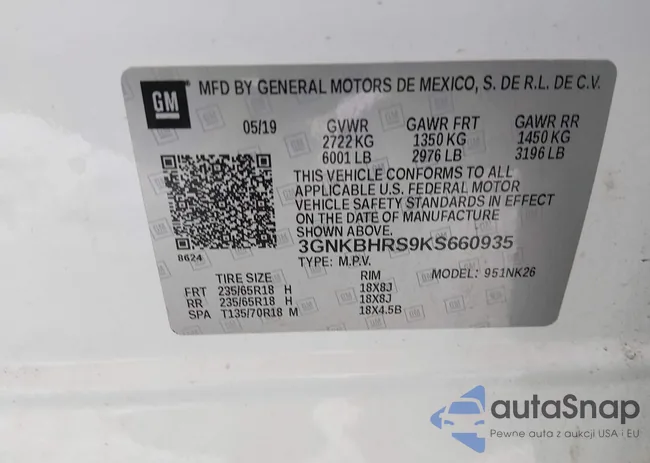 GM
MFD BY GENERAL MOTORS DE MEXICO, S. DE R.L. DE C.V.
05/19 GVWR GAWR FRT GAWR RR
2722 KG 1350 KG 1450 KG
6001 LB 2976 LB 3196 LB
THIS VEHICLE CONFORMS TO ALL
APPLICABLE U.S. FEDERAL MOTOR
VEHICLE SAFETY STANDARDS IN EFFECT
ON THE DATE OF MANUFACTURE
SHOWN ABOVE.
8624
3GNKBHRS9KS660935
TYPE: M.P.V. MODEL: 951NK26
TIRE SIZE RIM
FRT 235/65R18 H 18X8J
RR 235/65R18 H 18X8J
SPA T135/70R18 M 18X4.5B
autaSnap
Pewne auta z aukcji USA · EU